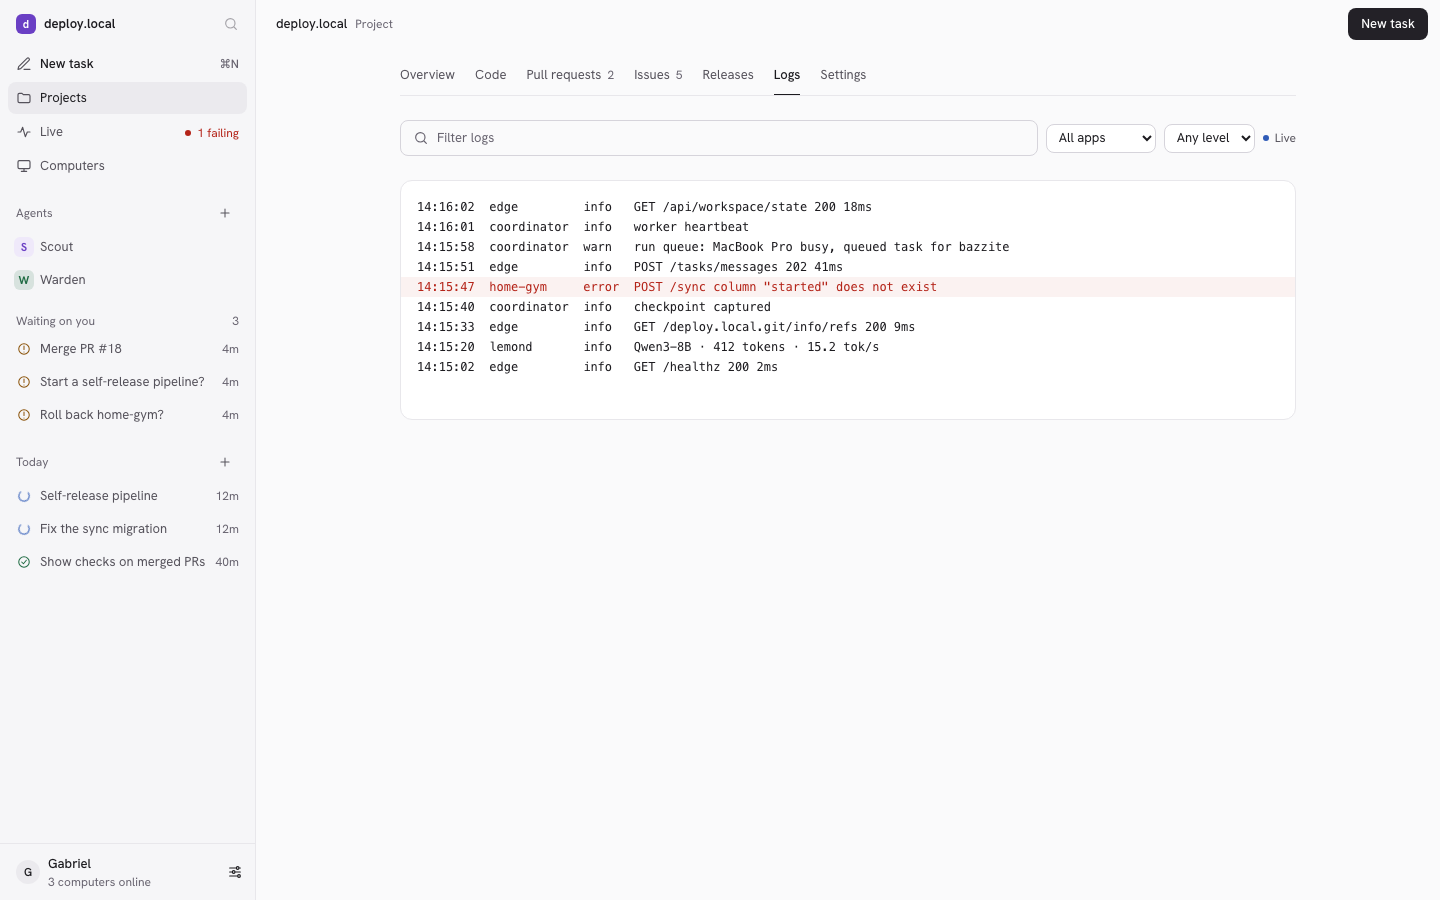 d deploy.local
New task ⌘N
Projects
Live 1 failing
Computers
Agents
S Scout
W Warden
Waiting on you 3
Merge PR #18 4m
Start a self-release pipeline? 4m
Roll back home-gym? 4m
Today
Self-release pipeline 12m
Fix the sync migration 12m
Show checks on merged PRs 40m
G Gabriel
3 computers online
deploy.local Project
New task
Overview Code Pull requests 2 Issues 5 Releases Logs Settings
Filter logs All apps Any level Live
14:16:02 edge info GET /api/workspace/state 200 18ms
14:16:01 coordinator info worker heartbeat
14:15:58 coordinator warn run queue: MacBook Pro busy, queued task for bazzite
14:15:51 edge info POST /tasks/messages 202 41ms
14:15:47 home-gym error POST /sync column "started" does not exist
14:15:40 coordinator info checkpoint captured
14:15:33 edge info GET /deploy.local.git/info/refs 200 9ms
14:15:20 lemond info Qwen3-8B · 412 tokens · 15.2 tok/s
14:15:02 edge info GET /healthz 200 2ms